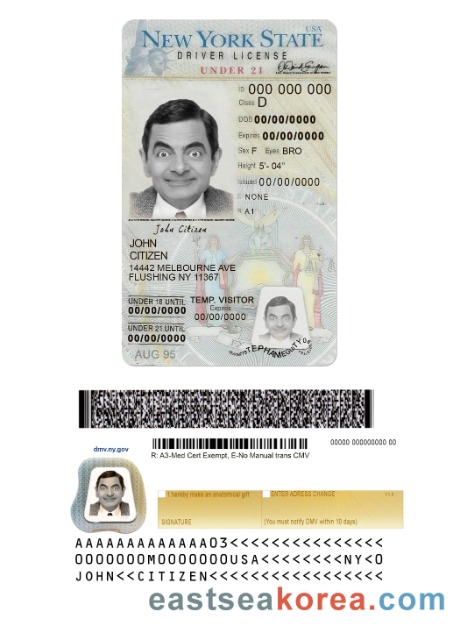 USA
NEW YORK STATE
DRIVER LICENSE
UNDER 21
ID 000 000 000
Class D
DOB 00/00/0000
Expires 00/00/0000
Sex F Eyes BRO
Height 5'- 04"
Issued 00/00/0000
E NONE
R A1
John Citizen
JOHN
CITIZEN
14442 MELBOURNE AVE
FLUSHING NY 11367
UNDER 18 UNTIL
00/00/0000
TEMP. VISITOR
Expires
00/00/0000
UNDER 21 UNTIL
00/00/0000
AUG 95
dmv.ny.gov
00000 000000000 00
R: A3-Med Cert Exempt, E-No Manual trans CMV
I hereby make an anatomical gift
ENTER ADRESS CHANGE
SIGNATURE
(You must notify DMV within 10 days)
AAAAAAAAAAAAAO3<<<<<<<<<<<<<<<<
0000000M0000000USA<<<<<<<<NY<0
JOHN<<CITIZEN<<<<<<<<<<<<<<<<<<
eastseakorea.com